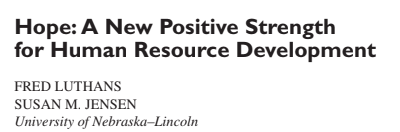 Hope: A New Positive Strength
for Human Resource Development
FRED LUTHANS
SUSAN M. JENSEN
University of Nebraska–Lincoln